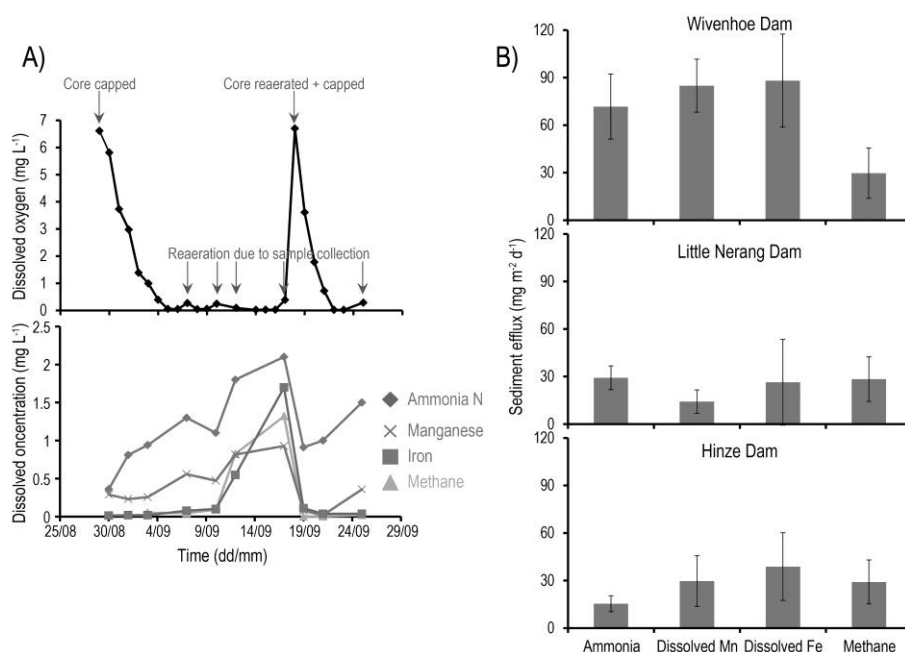 A)
Core capped
Core reaerated + capped
7
6
5
4
3
2
1
0
Dissolved oxygen (mg L⁻¹)
Reaeration due to sample collection
2.5
2
1.5
1
0.5
0
Dissolved oncentration (mg L⁻¹)
Ammonia N
Manganese
Iron
Methane
25/08 30/08 4/09 9/09 14/09 19/09 24/09 29/09
Time (dd/mm)
B)
Sediment efflux (mg m⁻² d⁻¹)
Wivenhoe Dam
120
90
60
30
0
Little Nerang Dam
120
90
60
30
0
Hinze Dam
120
90
60
30
0
Ammonia Dissolved Mn Dissolved Fe Methane